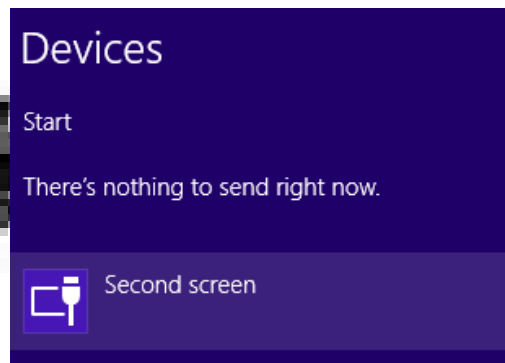 Devices
Start
There's nothing to send right now.
Second screen